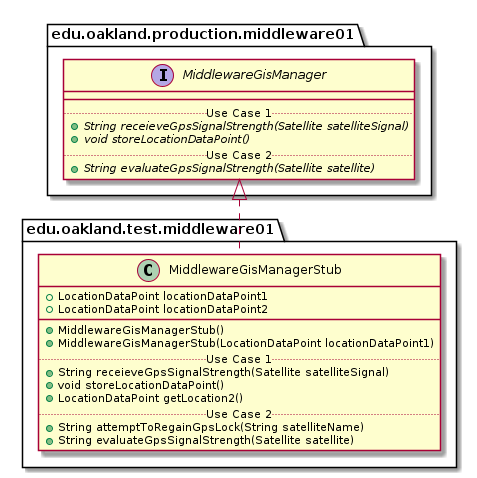 edu.oakland.production.middleware01
I MiddlewareGisManager
Use Case 1
String receieveGpsSignalStrength(Satellite satelliteSignal)
void storeLocationDataPoint()
Use Case 2
String evaluateGpsSignalStrength(Satellite satellite)
edu.oakland.test.middleware01
C MiddlewareGisManagerStub
LocationDataPoint locationDataPoint1
LocationDataPoint locationDataPoint2
MiddlewareGisManagerStub()
MiddlewareGisManagerStub(LocationDataPoint locationDataPoint1)
Use Case 1
String receieveGpsSignalStrength(Satellite satelliteSignal)
void storeLocationDataPoint()
LocationDataPoint getLocation2()
Use Case 2
String attemptToRegainGpsLock(String satelliteName)
String evaluateGpsSignalStrength(Satellite satellite)